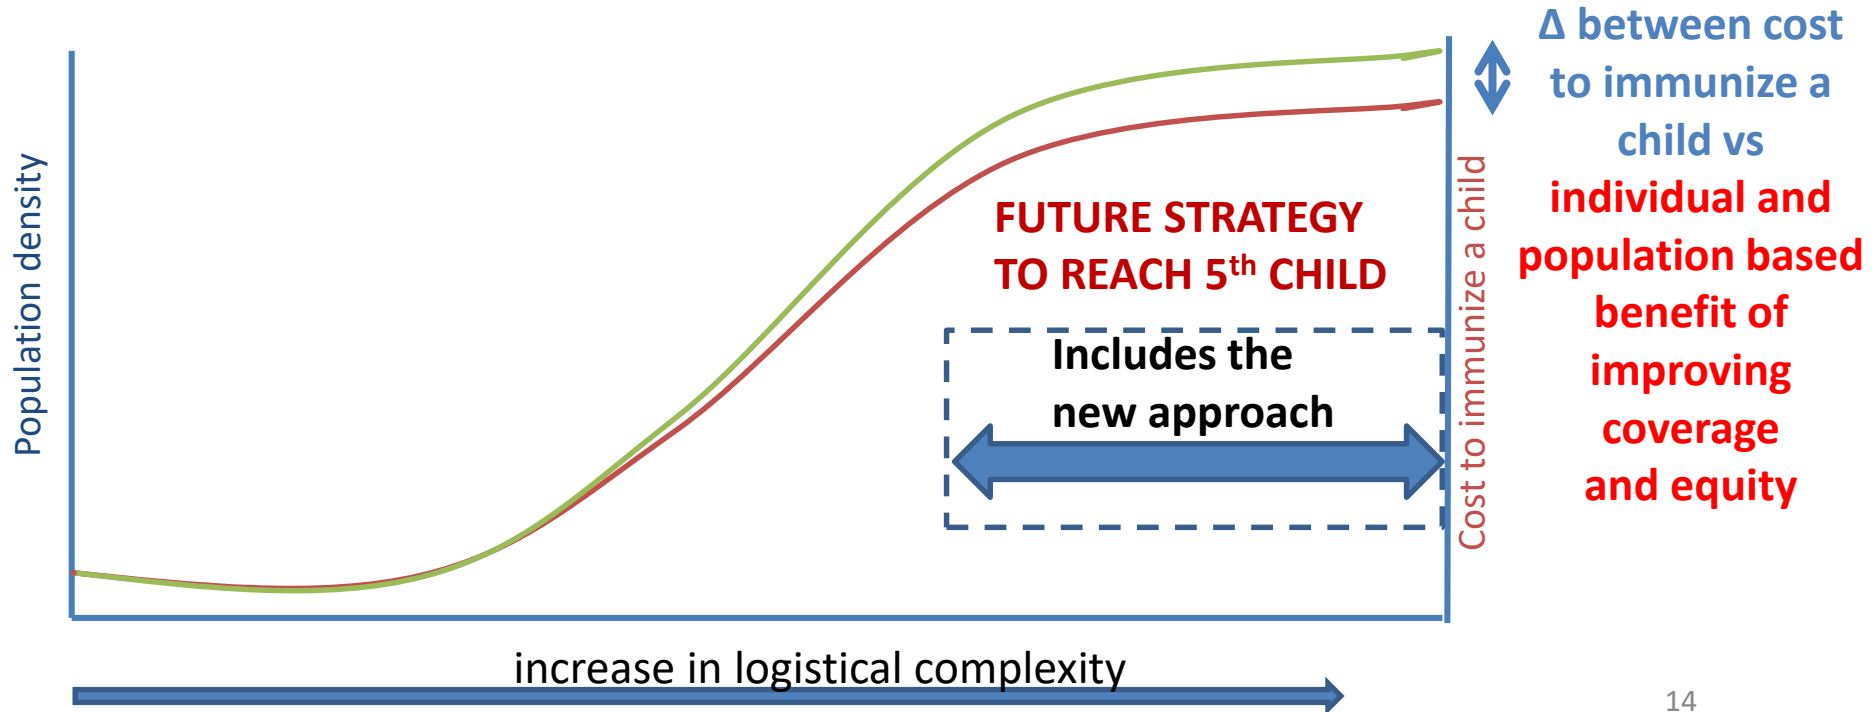 Population density
FUTURE STRATEGY
TO REACH 5th CHILD
Includes the
new approach
Cost to immunize a child
Δ between cost
to immunize a
child vs
individual and
population based
benefit of
improving
coverage
and equity
increase in logistical complexity
14